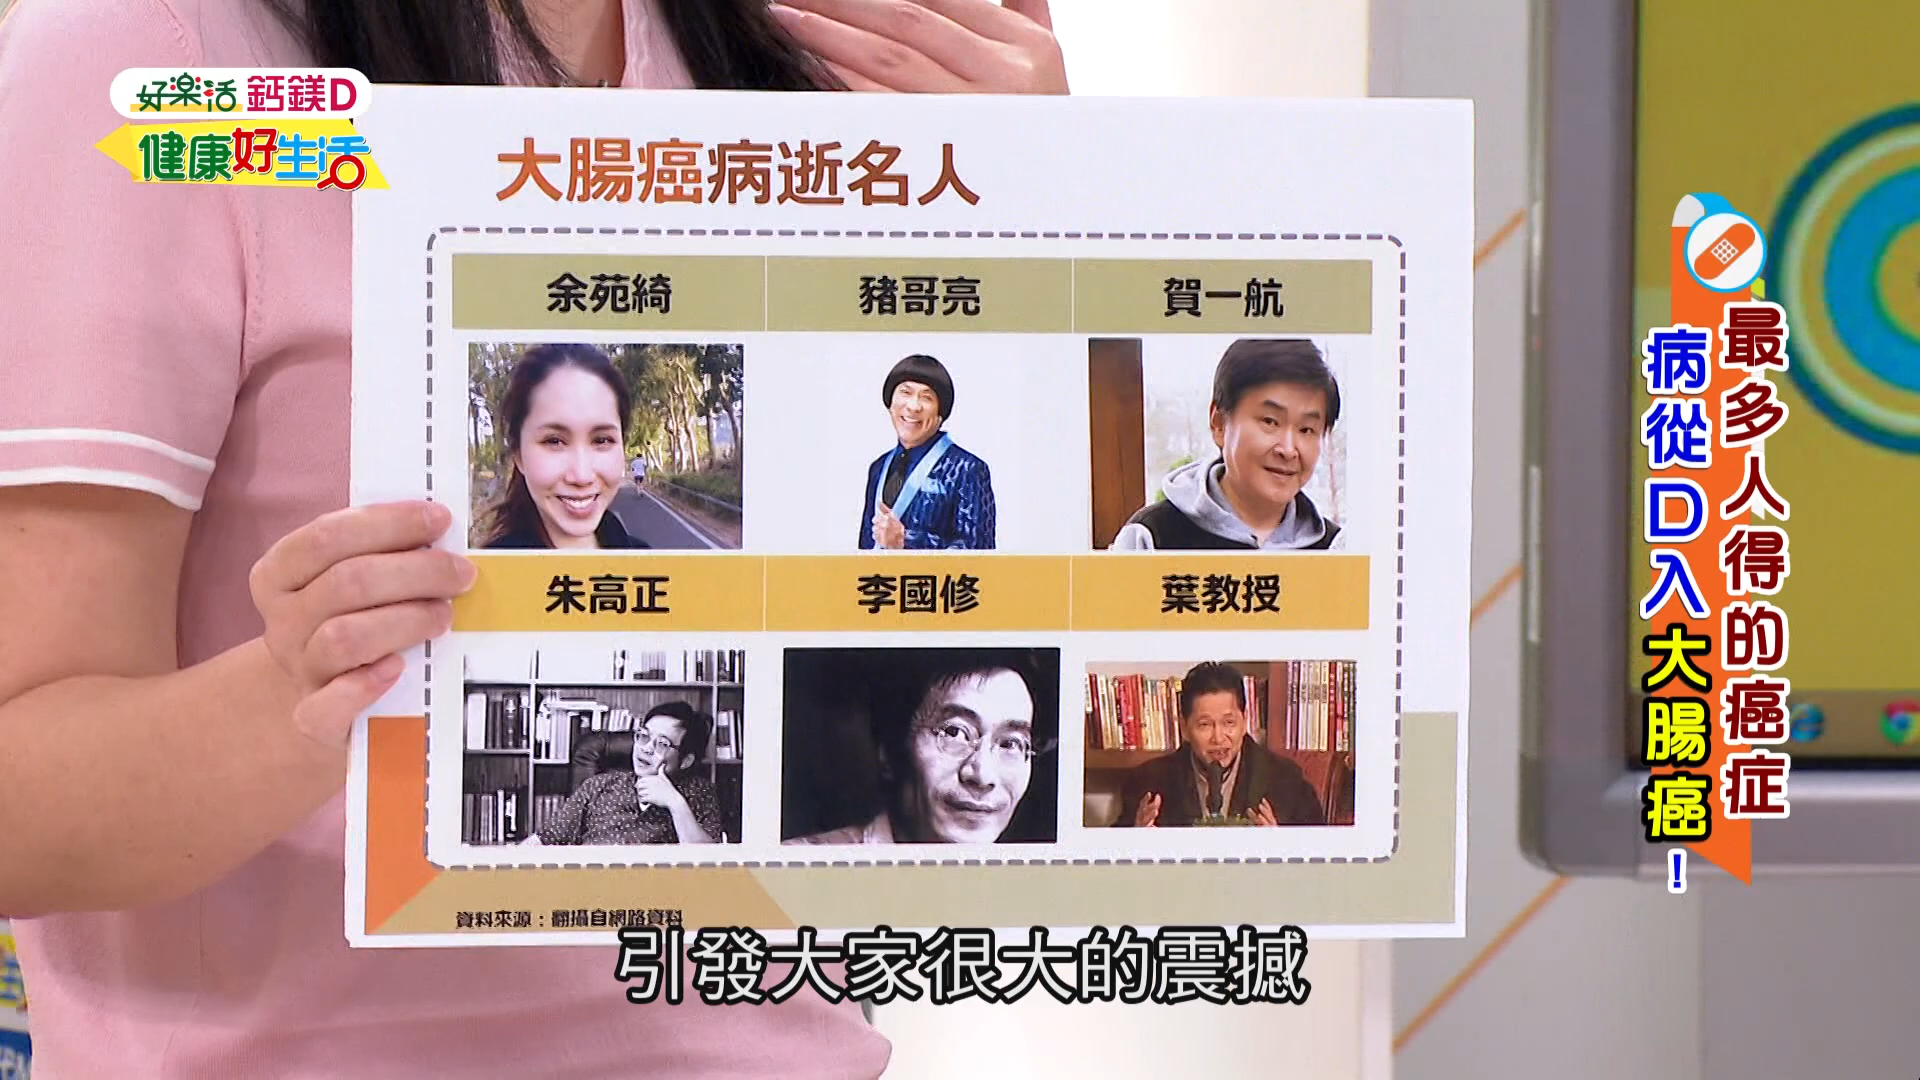 好樂活 鈣鎂D
健康好生活
大腸癌病逝名人
余苑綺 豬哥亮 賀一航
朱高正 李國修 葉教授
資料來源：翻攝自網路資料
最多人得的癌症
病從口入大腸癌！
引發大家很大的震撼